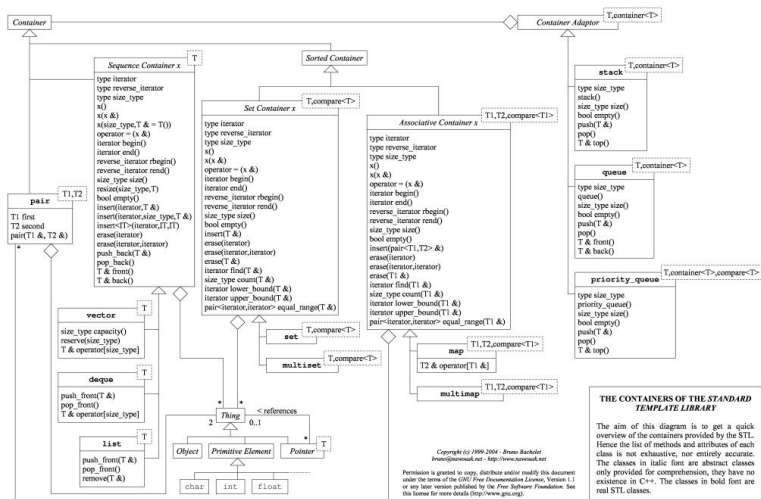 Container
Container Adaptor
T,container<T>
Sequence Container x
T
type iterator
type reverse_iterator
type size_type
x()
x(x &)
x(size_type,T & = T())
operator = (x &)
iterator begin()
iterator end()
reverse_iterator rbegin()
reverse_iterator rend()
size_type size()
resize(size_type,T)
bool empty()
insert(iterator,T &)
insert(iterator,size_type,T &)
insert<IT>(iterator,IT,IT)
erase(iterator)
erase(iterator,iterator)
push_back(T &)
pop_back()
T & front()
T & back()
Sorted Container
Set Container x
T,compare<T>
type iterator
type reverse_iterator
type size_type
x()
x(x &)
operator = (x &)
iterator begin()
iterator end()
reverse_iterator rbegin()
reverse_iterator rend()
size_type size()
bool empty()
insert(T &)
erase(iterator)
erase(iterator,iterator)
erase(T &)
iterator find(T &)
size_type count(T &)
iterator lower_bound(T &)
iterator upper_bound(T &)
pair<iterator,iterator> equal_range(T &)
Associative Container x
T1,T2,compare<T1>
type iterator
type reverse_iterator
type size_type
x()
x(x &)
operator = (x &)
iterator begin()
iterator end()
reverse_iterator rbegin()
reverse_iterator rend()
size_type size()
bool empty()
insert(pair<T1,T2> &)
erase(iterator)
erase(iterator,iterator)
erase(T1 &)
iterator find(T1 &)
size_type count(T1 &)
iterator lower_bound(T1 &)
iterator upper_bound(T1 &)
pair<iterator,iterator> equal_range(T1 &)
stack
T,container<T>
type size_type
stack()
size_type size()
bool empty()
push(T &)
pop()
T & top()
queue
T,container<T>
type size_type
queue()
size_type size()
bool empty()
push(T &)
pop()
T & front()
T & back()
priority_queue
T,container<T>,compare<T>
type size_type
priority_queue()
size_type size()
bool empty()
push(T &)
pop()
T & top()
pair
T1,T2
T1 first
T2 second
pair(T1 &, T2 &)
*
vector
T
size_type capacity()
reserve(size_type)
T & operator[size_type]
deque
T
push_front(T &)
pop_front()
T & operator[size_type]
list
T
push_front(T &)
pop_front()
remove(T &)
set
T,compare<T>
multiset
T,compare<T>
map
T1,T2,compare<T1>
T2 & operator[T1 &]
multimap
T1,T2,compare<T1>
*
*
Thing
< references
2
0..1
*
Object
Primitive Element
Pointer
T
char
int
float
Copyright (c) 1999-2004 - Bruno Bachelet
bruno@nawouak.net - http://www.nawouak.net
Permission is granted to copy, distribute and/or modify this document
under the terms of the GNU Free Documentation License, Version 1.1
or any later version published by the Free Software Foundation. See
this license for more details (http://www.gnu.org).
THE CONTAINERS OF THE STANDARD
TEMPLATE LIBRARY
The aim of this diagram is to get a quick
overview of the containers provided by the STL.
Hence the list of methods and attributes of each
class is not exhaustive, nor entirely accurate.
The classes in italic font are abstract classes
only provided for comprehension, they have no
existence in C++. The classes in bold font are
real STL classes.